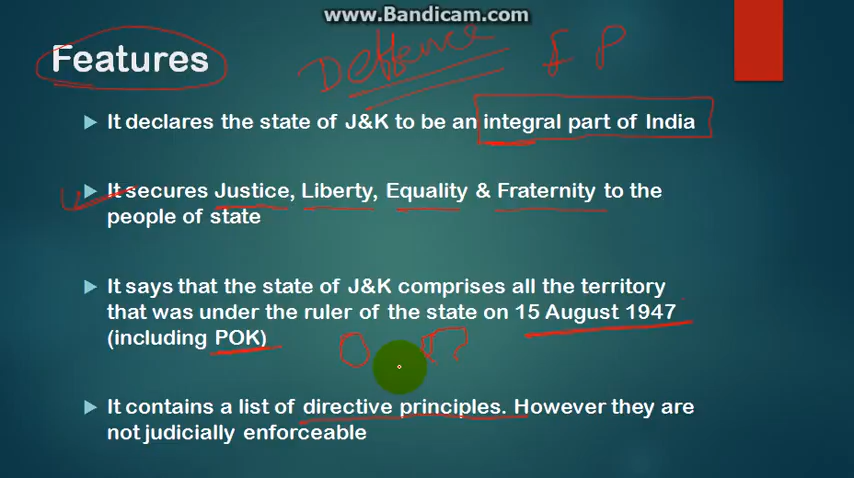 www.Bandicam.com
Features
Deffence £ P
It declares the state of J&K to be an integral part of India
It secures Justice, Liberty, Equality & Fraternity to the
people of state
It says that the state of J&K comprises all the territory
that was under the ruler of the state on 15 August 1947
(including POK)
It contains a list of directive principles. However they are
not judicially enforceable